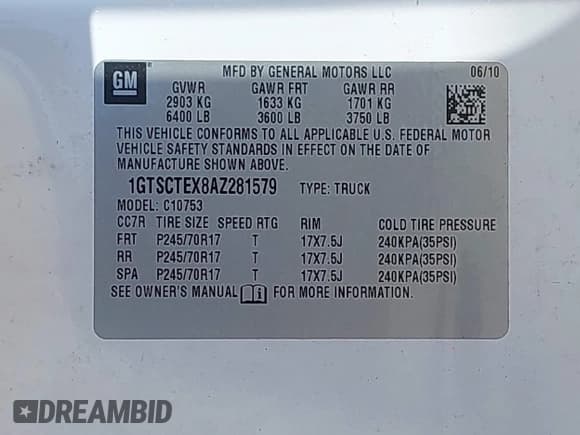 GM
MFD BY GENERAL MOTORS LLC 06/10
GVWR GAWR FRT GAWR RR
2903 KG 1633 KG 1701 KG
6400 LB 3600 LB 3750 LB
THIS VEHICLE CONFORMS TO ALL APPLICABLE U.S. FEDERAL MOTOR
VEHICLE SAFETY STANDARDS IN EFFECT ON THE DATE OF
MANUFACTURE SHOWN ABOVE.
1GTSCTEX8AZ281579 TYPE: TRUCK
MODEL: C10753
CC7R TIRE SIZE SPEED RTG RIM COLD TIRE PRESSURE
FRT P245/70R17 T 17X7.5J 240KPA(35PSI)
RR P245/70R17 T 17X7.5J 240KPA(35PSI)
SPA P245/70R17 T 17X7.5J 240KPA(35PSI)
SEE OWNER'S MANUAL i FOR MORE INFORMATION.
DREAMBID